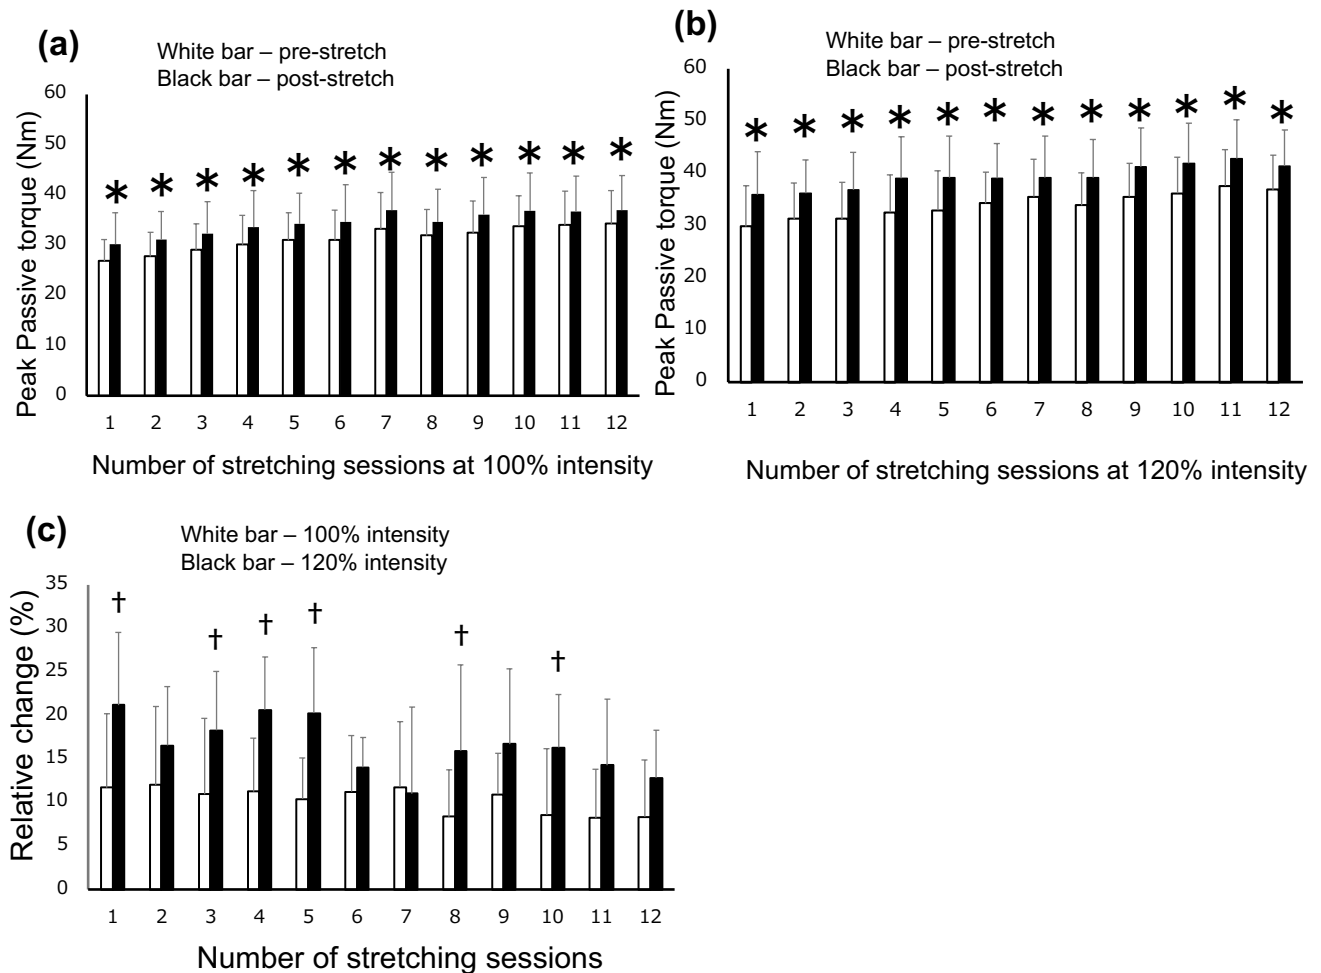 (a)
White bar – pre-stretch
Black bar – post-stretch
Peak Passive torque (Nm)
60
50
40
30
20
10
0
* * * * * * * * * * * *
1 2 3 4 5 6 7 8 9 10 11 12
Number of stretching sessions at 100% intensity
(b)
White bar – pre-stretch
Black bar – post-stretch
Peak Passive torque (Nm)
60
50
40
30
20
10
0
* * * * * * * * * * * *
1 2 3 4 5 6 7 8 9 10 11 12
Number of stretching sessions at 120% intensity
(c)
White bar – 100% intensity
Black bar – 120% intensity
Relative change (%)
35
30
25
20
15
10
5
0
† † † † † †
1 2 3 4 5 6 7 8 9 10 11 12
Number of stretching sessions